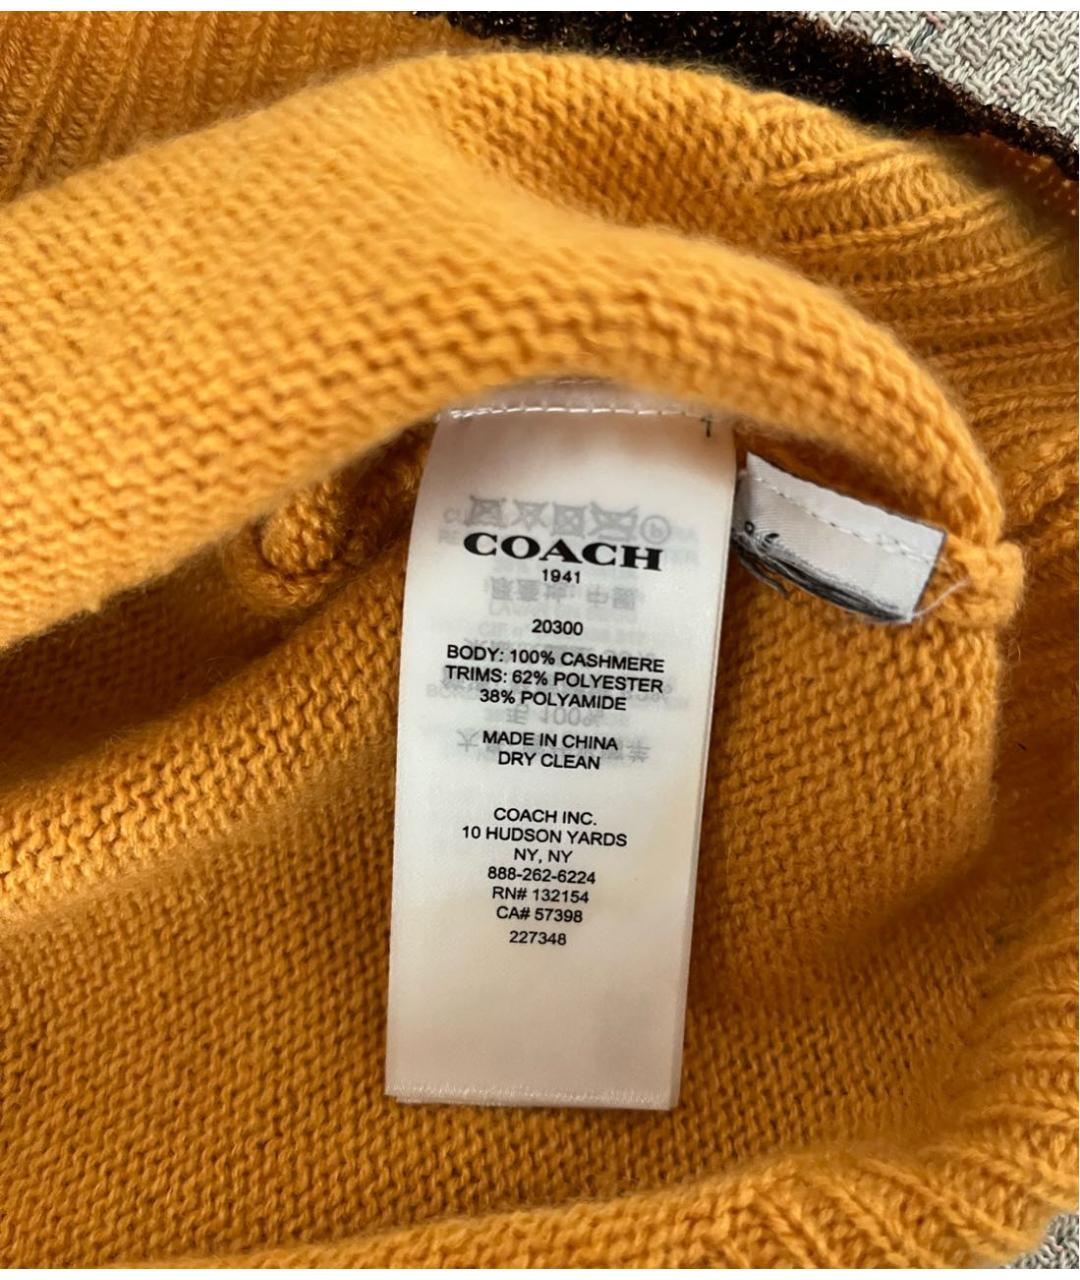 COACH
1941
20300
BODY: 100% CASHMERE
TRIMS: 62% POLYESTER
38% POLYAMIDE
MADE IN CHINA
DRY CLEAN
COACH INC.
10 HUDSON YARDS
NY, NY
888-262-6224
RN# 132154
CA# 57398
227348